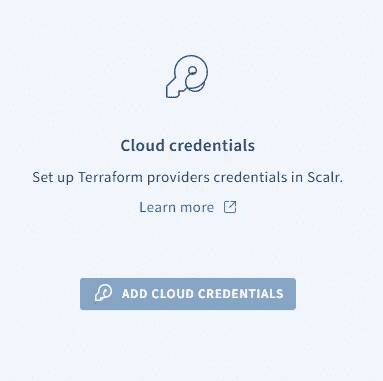 Cloud credentials
Set up Terraform providers credentials in Scalr.
Learn more
ADD CLOUD CREDENTIALS